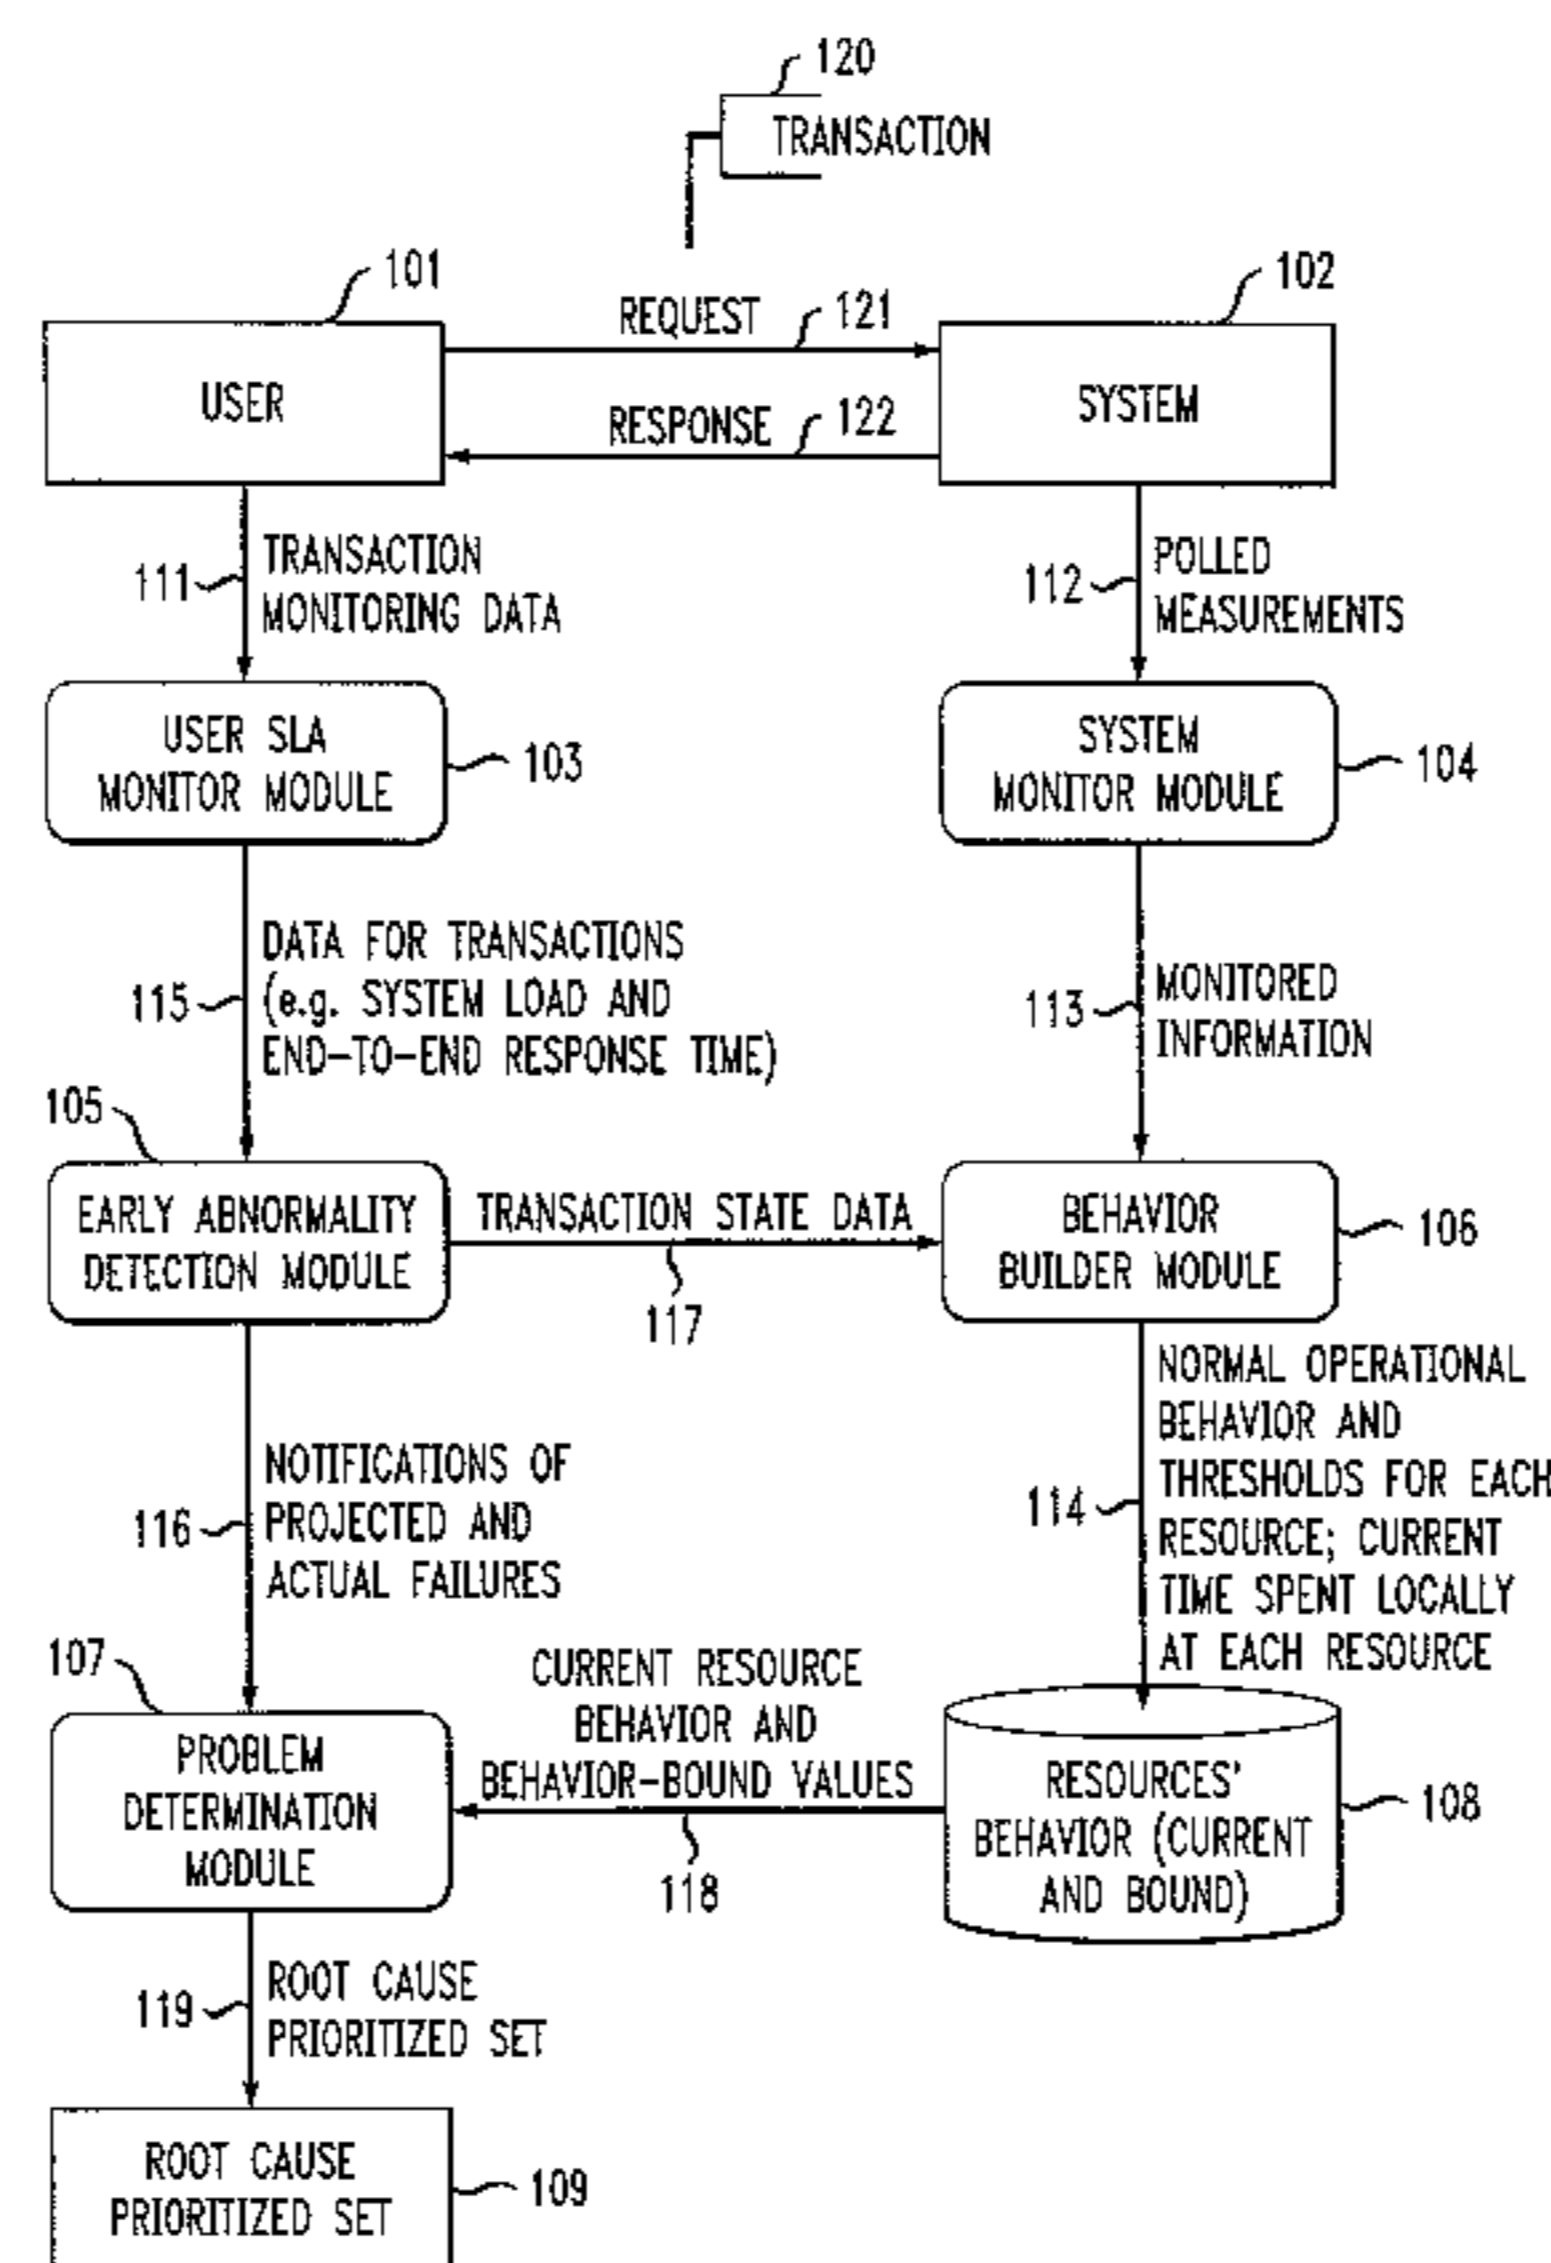 120
TRANSACTION
101
102
REQUEST
121
USER
SYSTEM
RESPONSE
122
111
TRANSACTION
MONITORING DATA
112
POLLED
MEASUREMENTS
USER SLA
MONITOR MODULE
103
SYSTEM
MONITOR MODULE
104
115
DATA FOR TRANSACTIONS
(e.g. SYSTEM LOAD AND
END-TO-END RESPONSE TIME)
113
MONITORED
INFORMATION
105
EARLY ABNORMALITY
DETECTION MODULE
TRANSACTION STATE DATA
117
BEHAVIOR
BUILDER MODULE
106
116
NOTIFICATIONS OF
PROJECTED AND
ACTUAL FAILURES
114
NORMAL OPERATIONAL
BEHAVIOR AND
THRESHOLDS FOR EACH
RESOURCE; CURRENT
TIME SPENT LOCALLY
AT EACH RESOURCE
107
PROBLEM
DETERMINATION
MODULE
CURRENT RESOURCE
BEHAVIOR AND
BEHAVIOR-BOUND VALUES
118
RESOURCES'
BEHAVIOR (CURRENT
AND BOUND)
108
119
ROOT CAUSE
PRIORITIZED SET
ROOT CAUSE
PRIORITIZED SET
109